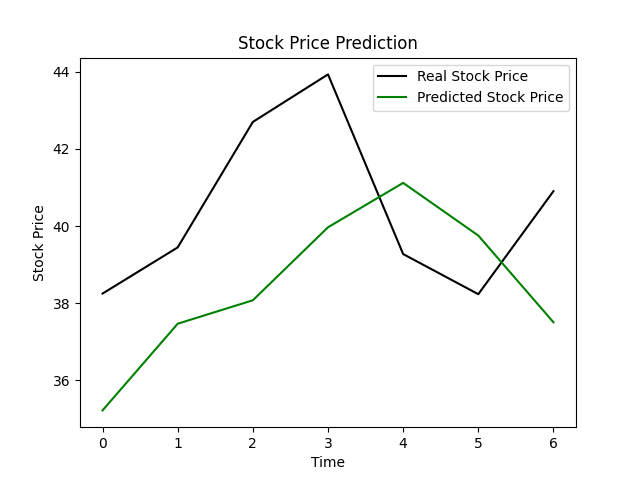 Stock Price Prediction
Real Stock Price
Predicted Stock Price
Stock Price
44
42
40
38
36
0 1 2 3 4 5 6
Time